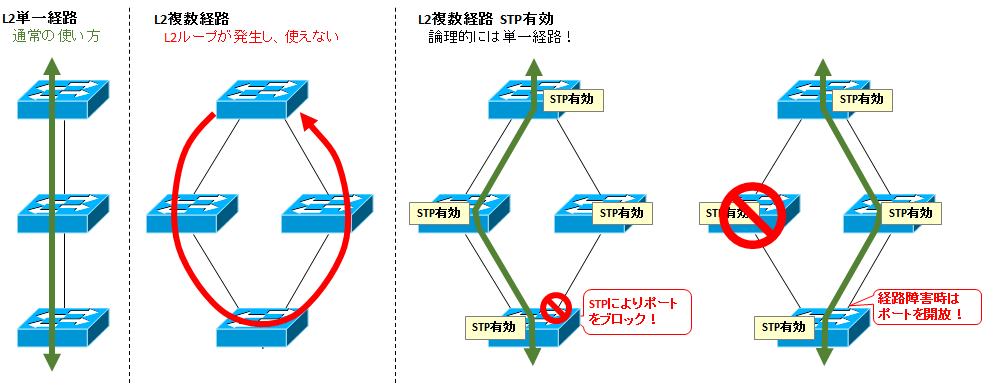 L2単一経路
通常の使い方
L2複数経路
L2ループが発生し、使えない
L2複数経路 STP有効
論理的には単一経路！
STP有効
STP有効
STP有効
STP有効
STPによりポート
をブロック！
STP有効
STP有効
STP有効
STP有効
経路障害時は
ポートを開放！